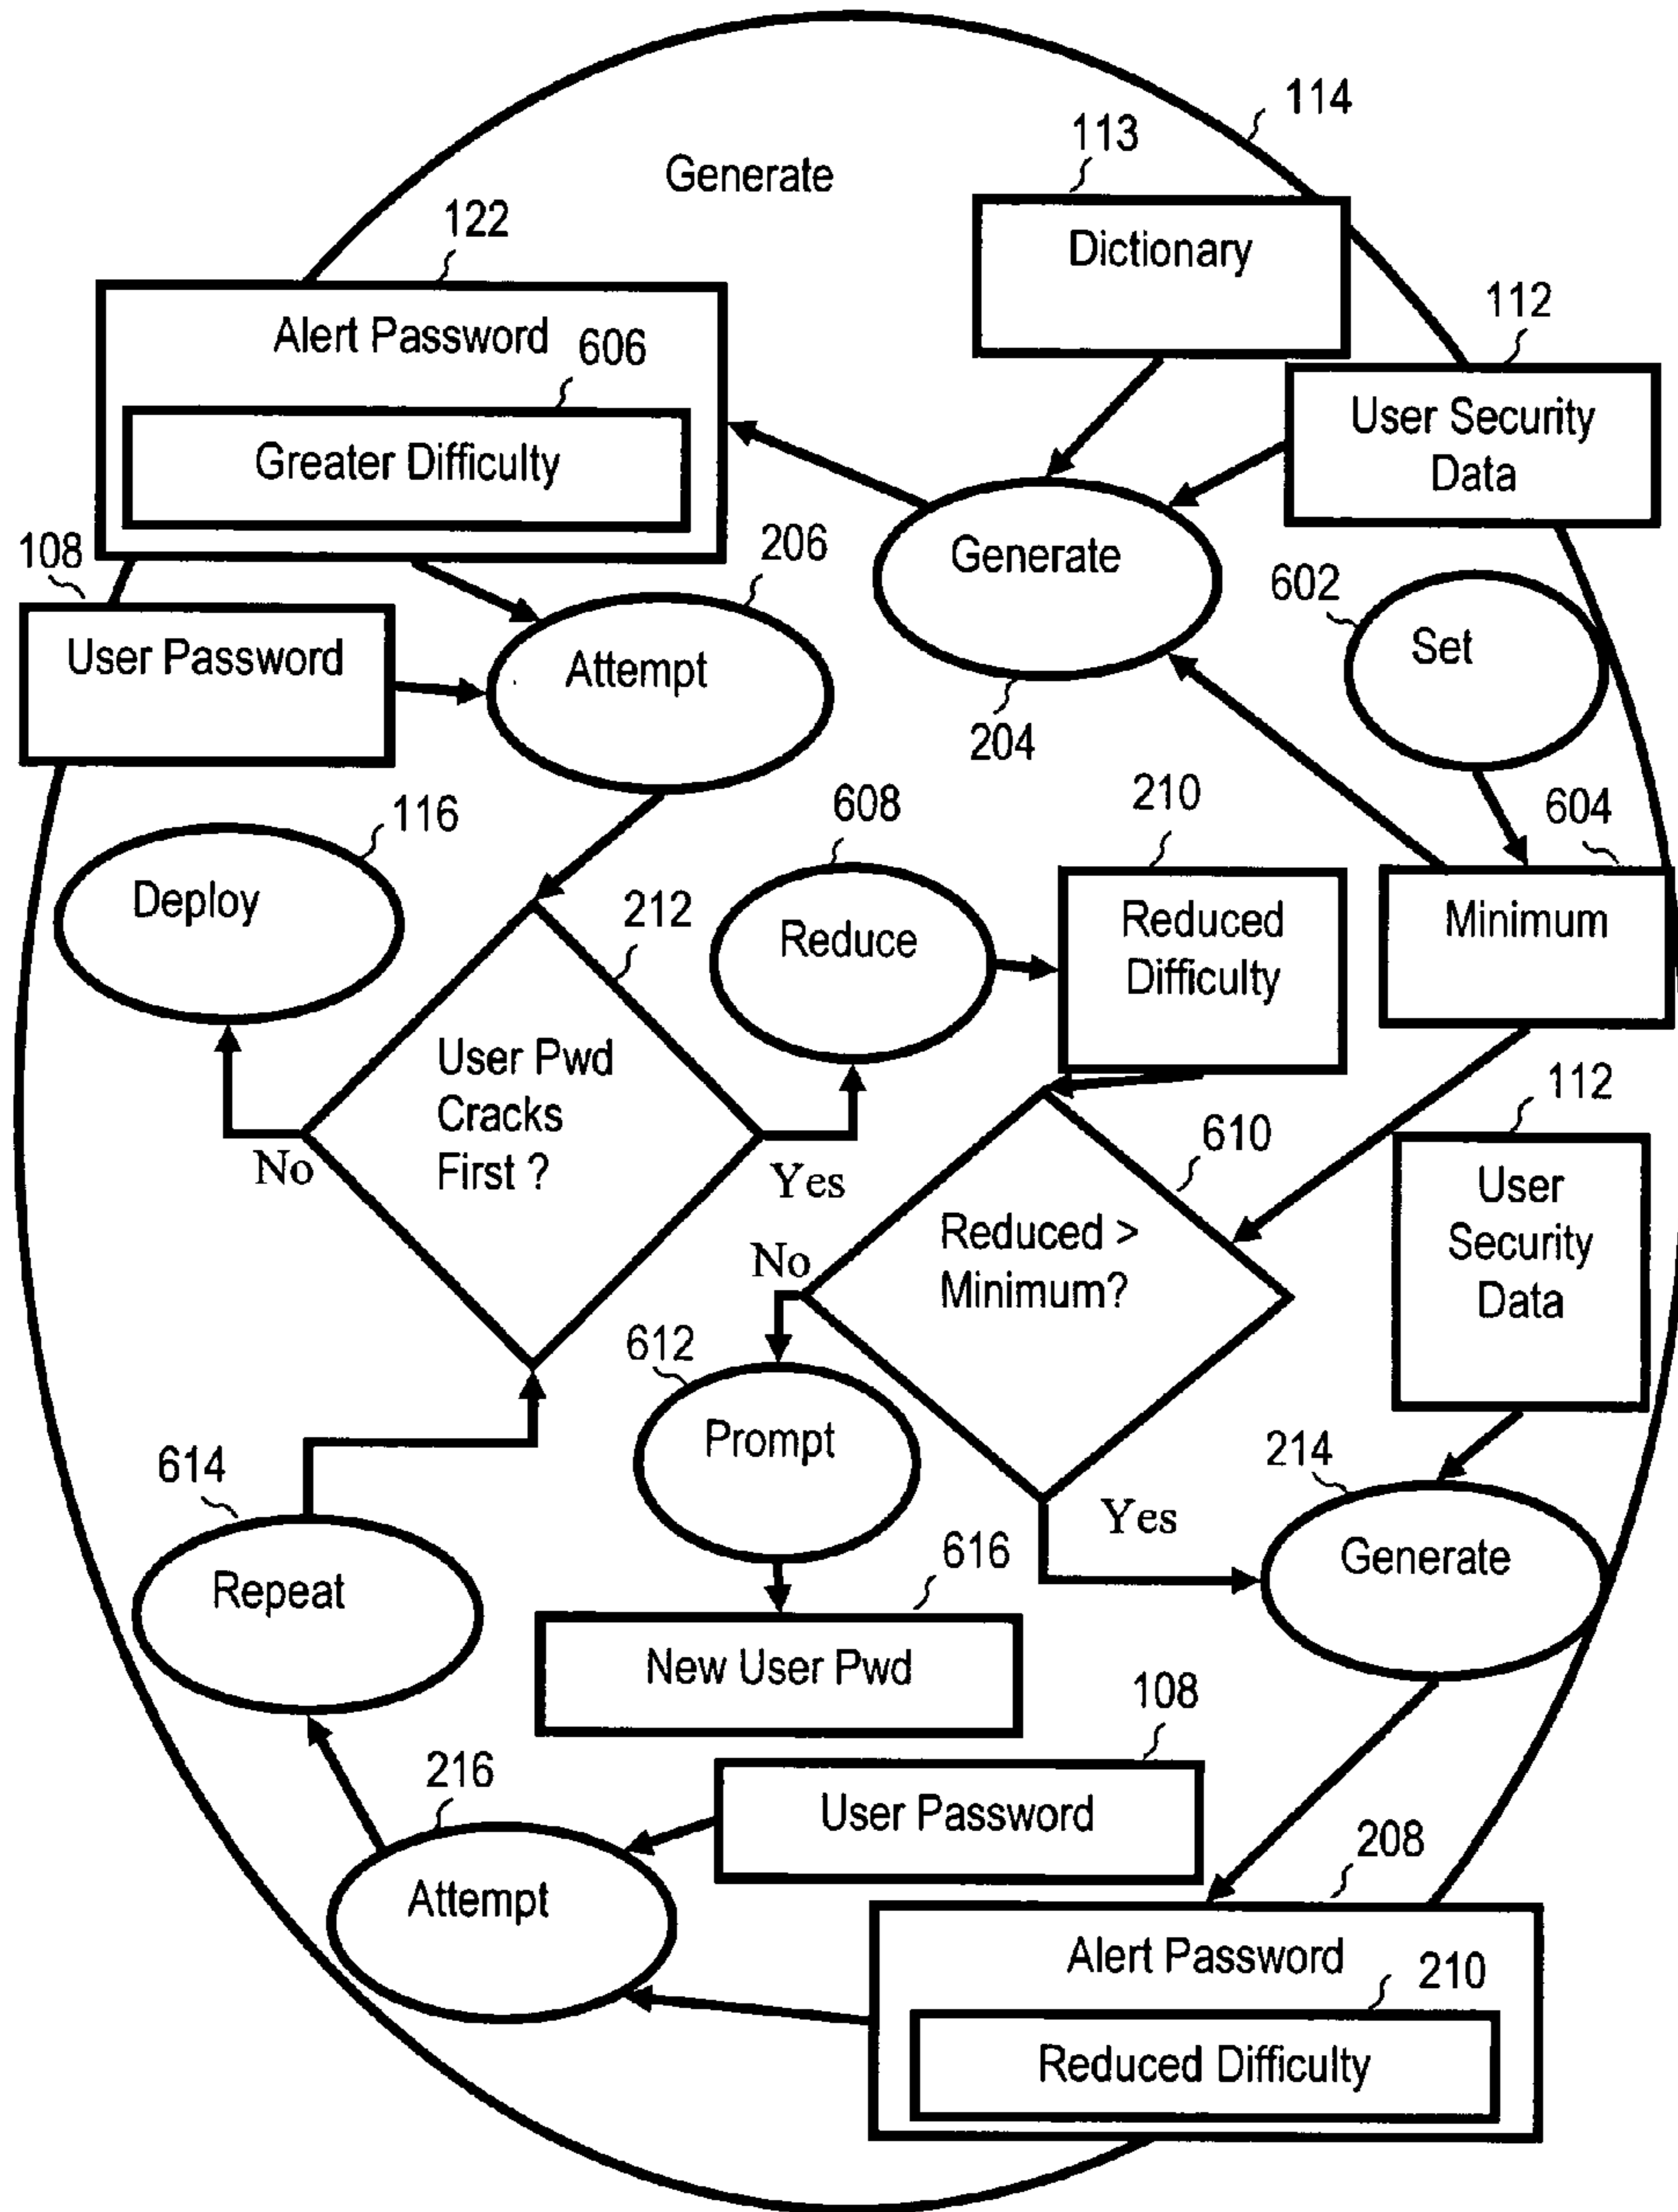 114
113
Generate
122
Dictionary
112
Alert Password
606
User Security
Data
Greater Difficulty
108
206
Generate
602
User Password
Attempt
Set
204
116
608
210
604
Deploy
212
Reduce
Reduced
Difficulty
Minimum
User Pwd
Cracks
First ?
No
Yes
112
610
User
Security
Data
Reduced >
Minimum?
No
612
Prompt
614
214
Yes
616
Generate
Repeat
New User Pwd
108
216
User Password
208
Attempt
Alert Password
210
Reduced Difficulty